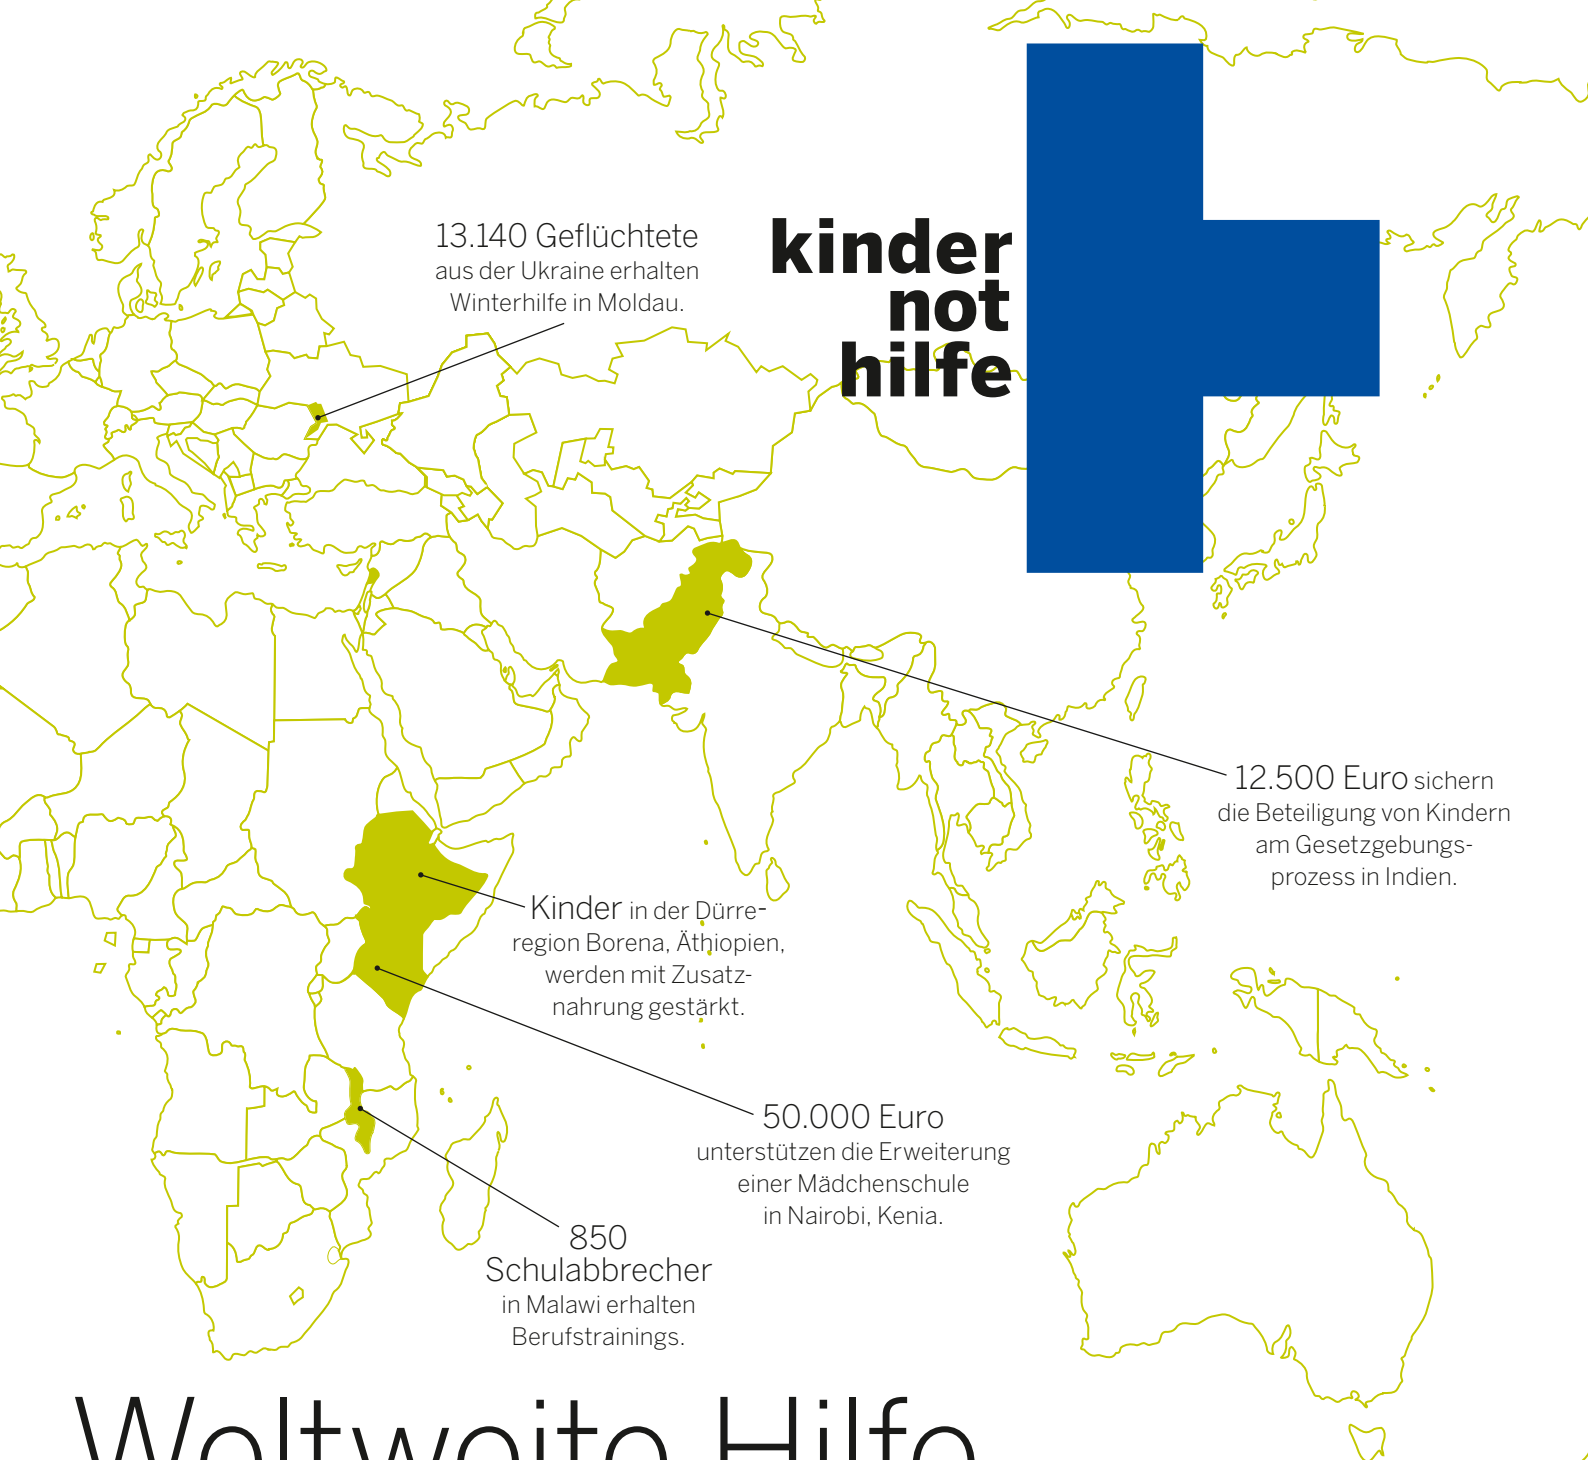 kinder
not
hilfe
13.140 Geflüchtete
aus der Ukraine erhalten
Winterhilfe in Moldau.
12.500 Euro sichern
die Beteiligung von Kindern
am Gesetzgebungs-
prozess in Indien.
Kinder in der Dürre-
region Borena, Äthiopien,
werden mit Zusatz-
nahrung gestärkt.
50.000 Euro
unterstützen die Erweiterung
einer Mädchenschule
in Nairobi, Kenia.
850
Schulabbrecher
in Malawi erhalten
Berufstrainings.
Weltweite Hilfe